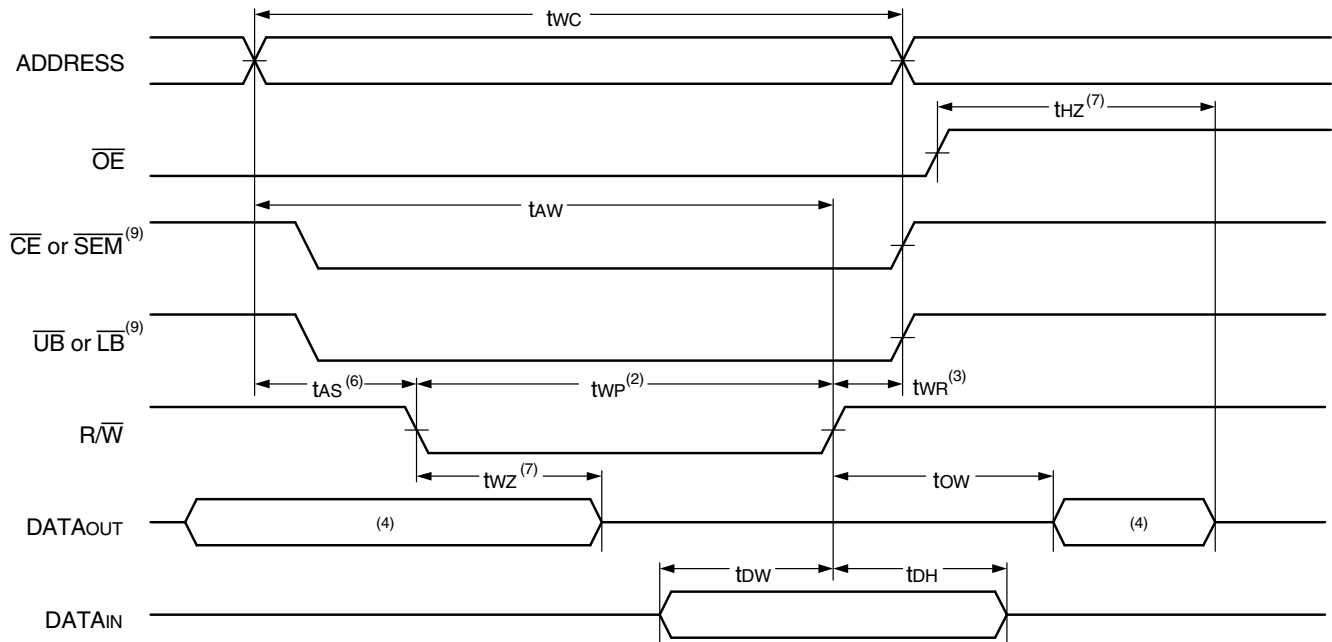 tWC
ADDRESS
tHZ (7)
OE
tAW
CE or SEM (9)
UB or LB (9)
tAS (6)
tWP (2)
tWR (3)
R/W
tWZ (7)
tOW
DATAOUT
(4)
(4)
tDW
tDH
DATAIN